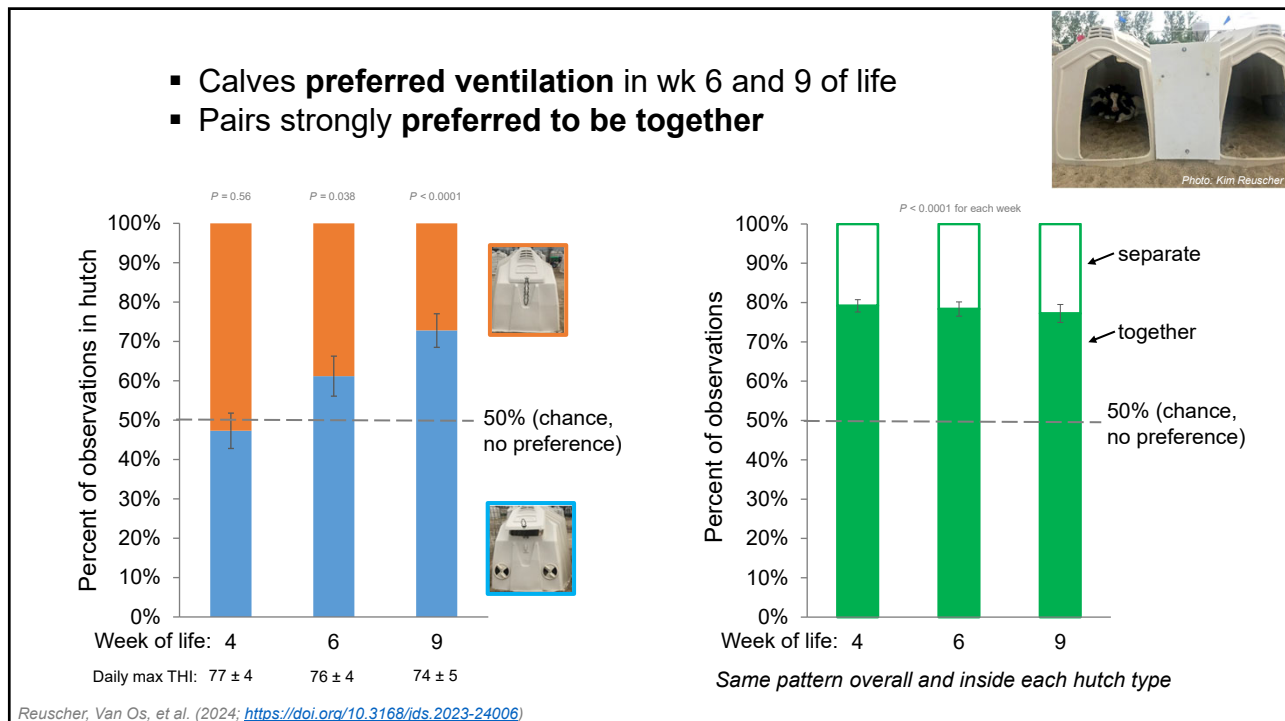 ▪ Calves preferred ventilation in wk 6 and 9 of life
▪ Pairs strongly preferred to be together
Photo: Kim Reuscher
P = 0.56
P = 0.038
P < 0.0001
Percent of observations in hutch
100%
90%
80%
70%
60%
50%
40%
30%
20%
10%
0%
50% (chance,
no preference)
Week of life: 4 6 9
Daily max THI: 77 ± 4 76 ± 4 74 ± 5
P < 0.0001 for each week
Percent of observations
100%
90%
80%
70%
60%
50%
40%
30%
20%
10%
0%
separate
together
50% (chance,
no preference)
Week of life: 4 6 9
Same pattern overall and inside each hutch type
Reuscher, Van Os, et al. (2024; https://doi.org/10.3168/jds.2023-24006)